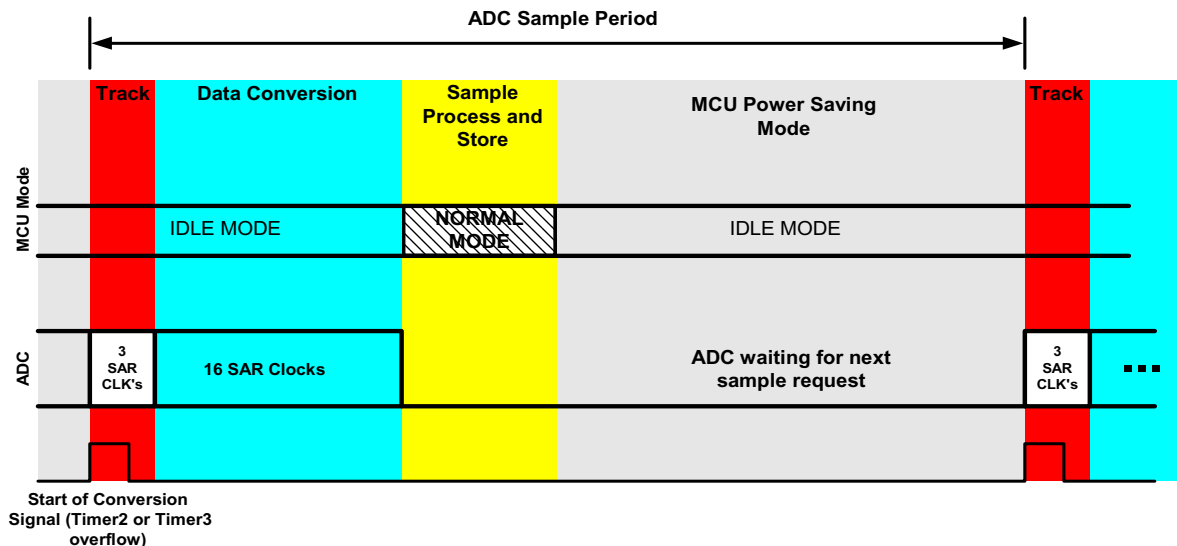 ADC Sample Period
Track
Data Conversion
Sample
Process and
Store
MCU Power Saving
Mode
Track
MCU Mode
IDLE MODE
NORMAL
MODE
IDLE MODE
ADC
3
SAR
CLK's
16 SAR Clocks
ADC waiting for next
sample request
3
SAR
CLK's
Start of Conversion
Signal (Timer2 or Timer3
overflow)